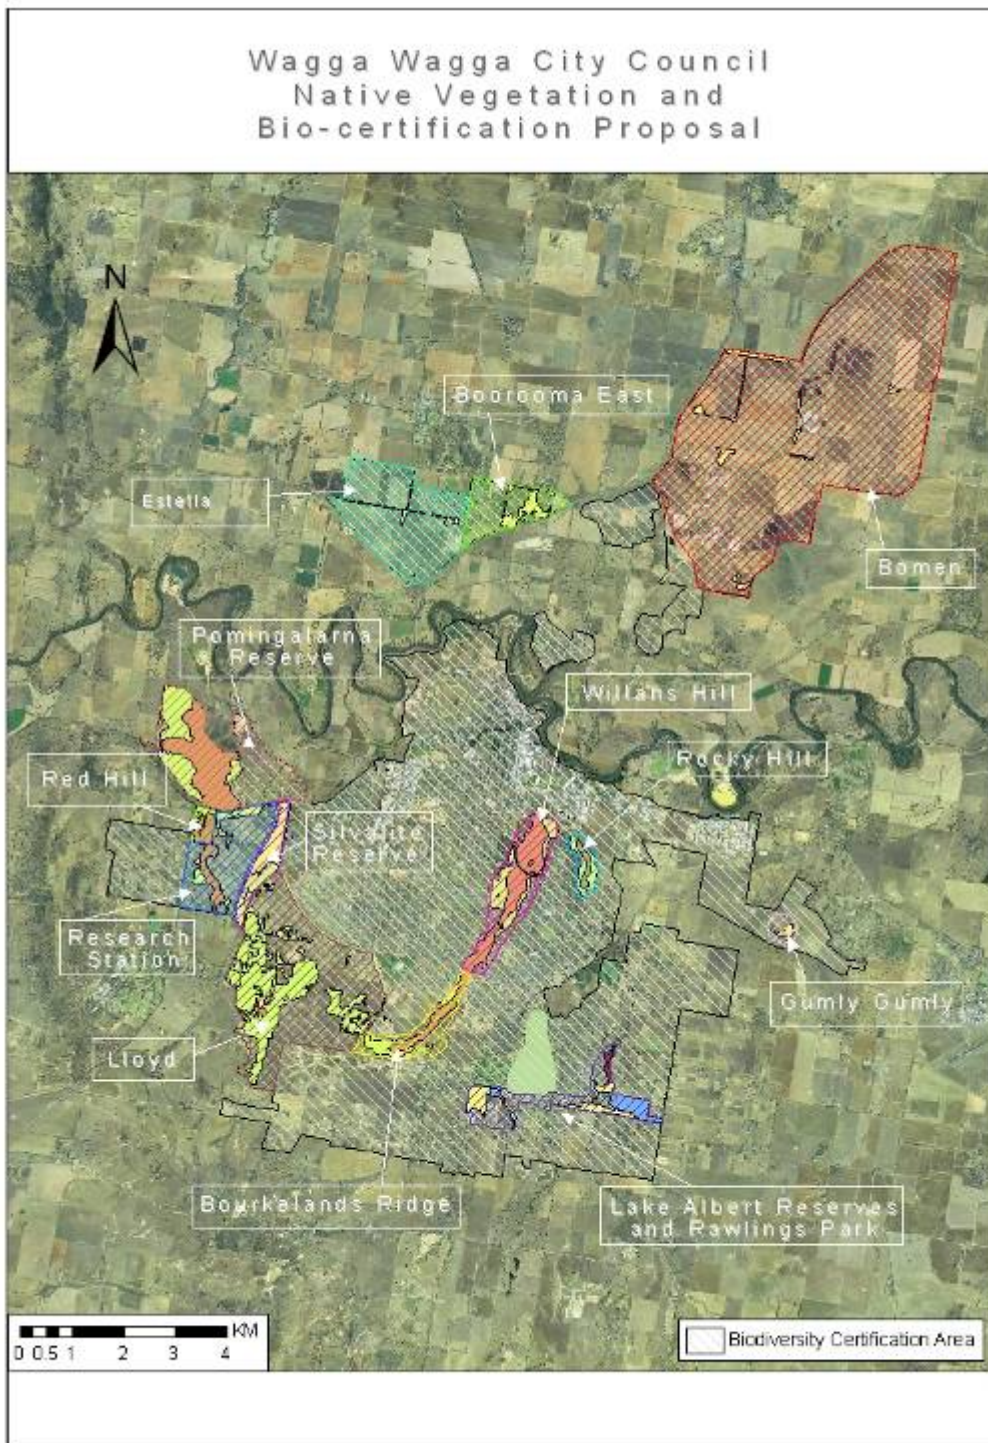 Wagga Wagga City Council
Native Vegetation and
Bio-certification Proposal
N
Boorooma East
Estella
Bomen
Pomingalarna
Reserve
Willans Hill
Rocky Hill
Red Hill
Silvalite
Reserve
Research
Station
Gumly Gumly
Lloyd
Bourkelands Ridge
Lake Albert Reserves
and Rawlings Park
KM
0 0.5 1 2 3 4
Biodiversity Certification Area